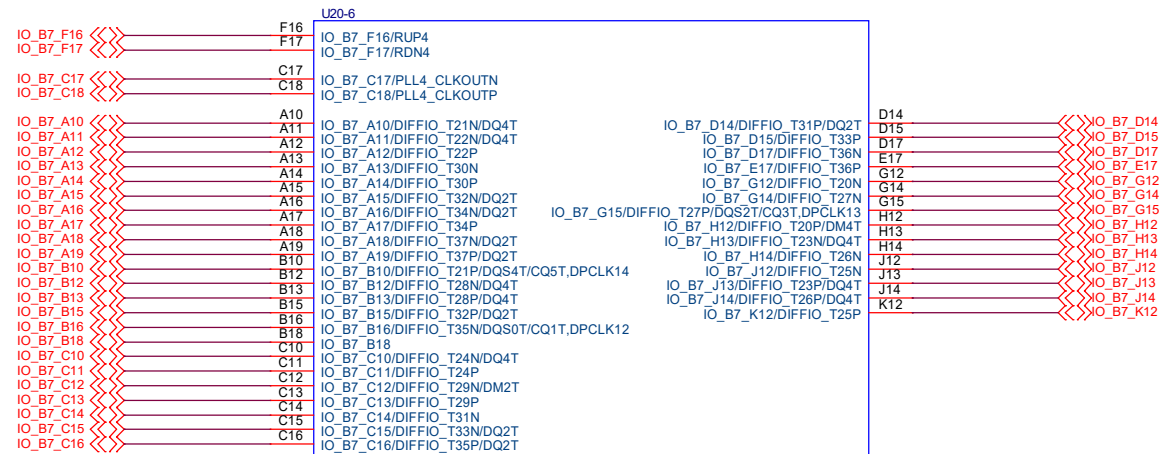 U20-6
IO_B7_F16 F16 IO_B7_F16/RUP4
IO_B7_F17 F17 IO_B7_F17/RDN4
IO_B7_C17 C17 IO_B7_C17/PLL4_CLKOUTN
IO_B7_C18 C18 IO_B7_C18/PLL4_CLKOUTP
IO_B7_A10 A10 IO_B7_A10/DIFFIO_T21N/DQ4T IO_B7_D14/DIFFIO_T31P/DQ2T D14 IO_B7_D14
IO_B7_A11 A11 IO_B7_A11/DIFFIO_T22N/DQ4T IO_B7_D15/DIFFIO_T33P D15 IO_B7_D15
IO_B7_A12 A12 IO_B7_A12/DIFFIO_T22P IO_B7_D17/DIFFIO_T36N D17 IO_B7_D17
IO_B7_A13 A13 IO_B7_A13/DIFFIO_T30N IO_B7_E17/DIFFIO_T36P E17 IO_B7_E17
IO_B7_A14 A14 IO_B7_A14/DIFFIO_T30P IO_B7_G12/DIFFIO_T20N G12 IO_B7_G12
IO_B7_A15 A15 IO_B7_A15/DIFFIO_T32N/DQ2T IO_B7_G14/DIFFIO_T27N G14 IO_B7_G14
IO_B7_A16 A16 IO_B7_A16/DIFFIO_T34N/DQ2T IO_B7_G15/DIFFIO_T27P/DQS2T/CQ3T,DPCLK13 G15 IO_B7_G15
IO_B7_A17 A17 IO_B7_A17/DIFFIO_T34P IO_B7_H12/DIFFIO_T20P/DM4T H12 IO_B7_H12
IO_B7_A18 A18 IO_B7_A18/DIFFIO_T37N/DQ2T IO_B7_H13/DIFFIO_T23N/DQ4T H13 IO_B7_H13
IO_B7_A19 A19 IO_B7_A19/DIFFIO_T37P/DQ2T IO_B7_H14/DIFFIO_T26N H14 IO_B7_H14
IO_B7_B10 B10 IO_B7_B10/DIFFIO_T21P/DQS4T/CQ5T,DPCLK14 IO_B7_J12/DIFFIO_T25N J12 IO_B7_J12
IO_B7_B12 B12 IO_B7_B12/DIFFIO_T28N/DQ4T IO_B7_J13/DIFFIO_T23P/DQ4T J13 IO_B7_J13
IO_B7_B13 B13 IO_B7_B13/DIFFIO_T28P/DQ4T IO_B7_J14/DIFFIO_T26P/DQ4T J14 IO_B7_J14
IO_B7_B15 B15 IO_B7_B15/DIFFIO_T32P/DQ2T IO_B7_K12/DIFFIO_T25P K12 IO_B7_K12
IO_B7_B16 B16 IO_B7_B16/DIFFIO_T35N/DQS0T/CQ1T,DPCLK12
IO_B7_B18 B18 IO_B7_B18
IO_B7_C10 C10 IO_B7_C10/DIFFIO_T24N/DQ4T
IO_B7_C11 C11 IO_B7_C11/DIFFIO_T24P
IO_B7_C12 C12 IO_B7_C12/DIFFIO_T29N/DM2T
IO_B7_C13 C13 IO_B7_C13/DIFFIO_T29P
IO_B7_C14 C14 IO_B7_C14/DIFFIO_T31N
IO_B7_C15 C15 IO_B7_C15/DIFFIO_T33N/DQ2T
IO_B7_C16 C16 IO_B7_C16/DIFFIO_T35P/DQ2T